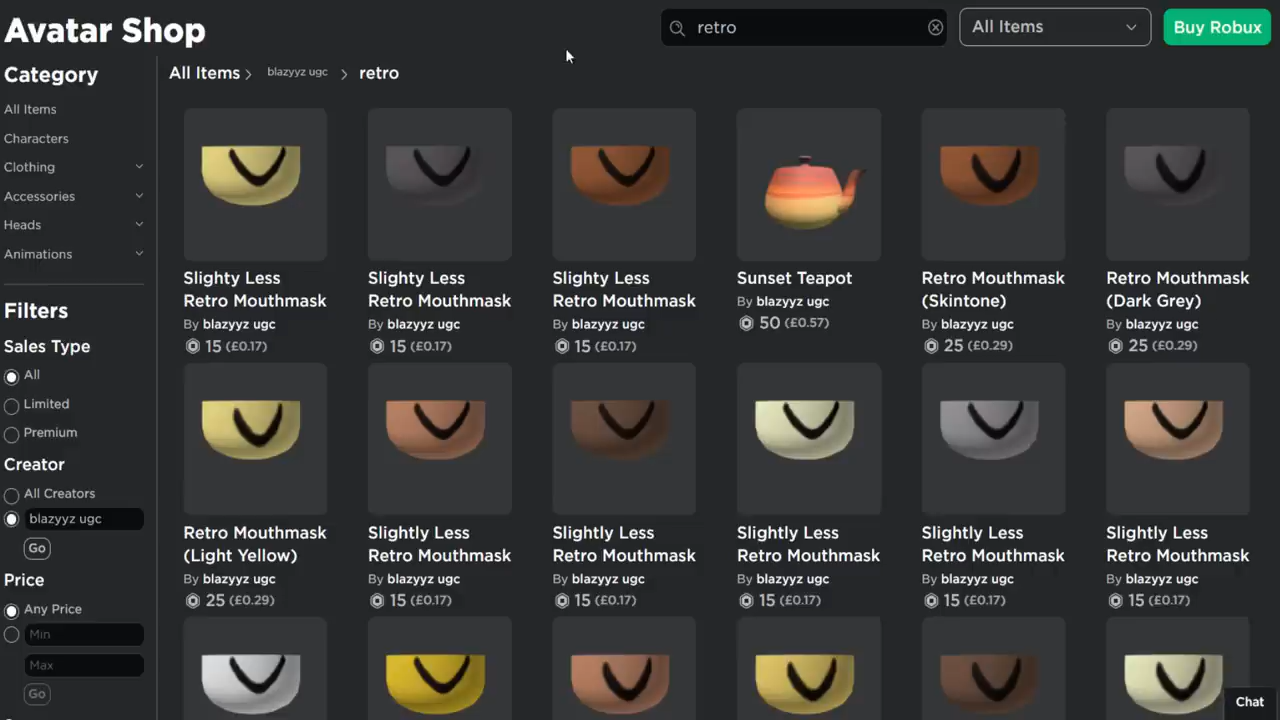 Avatar Shop
retro
All Items
Buy Robux
Category
All Items
Characters
Clothing
Accessories
Heads
Animations
Filters
Sales Type
All
Limited
Premium
Creator
All Creators
blazyyz ugc
Go
Price
Any Price
Min
Max
Go
All Items > blazyyz ugc > retro
Slighty Less
Retro Mouthmask
By blazyyz ugc
15 (£0.17)
Slighty Less
Retro Mouthmask
By blazyyz ugc
15 (£0.17)
Slighty Less
Retro Mouthmask
By blazyyz ugc
15 (£0.17)
Sunset Teapot
By blazyyz ugc
50 (£0.57)
Retro Mouthmask
(Skintone)
By blazyyz ugc
25 (£0.29)
Retro Mouthmask
(Dark Grey)
By blazyyz ugc
25 (£0.29)
Retro Mouthmask
(Light Yellow)
By blazyyz ugc
25 (£0.29)
Slightly Less
Retro Mouthmask
By blazyyz ugc
15 (£0.17)
Slightly Less
Retro Mouthmask
By blazyyz ugc
15 (£0.17)
Slightly Less
Retro Mouthmask
By blazyyz ugc
15 (£0.17)
Slightly Less
Retro Mouthmask
By blazyyz ugc
15 (£0.17)
Slightly Less
Retro Mouthmask
By blazyyz ugc
15 (£0.17)
Chat